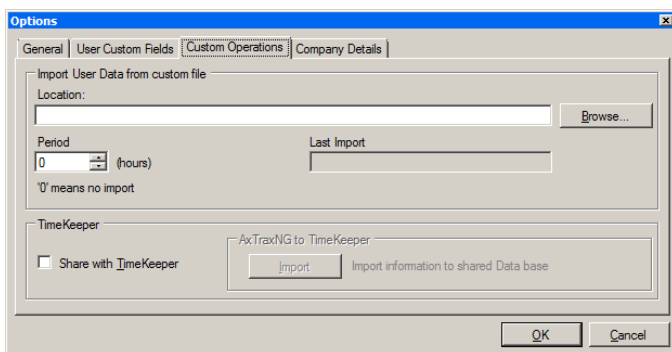 Options
General User Custom Fields Custom Operations Company Details
Import User Data from custom file
Location:
Browse...
Period Last Import
0 (hours)
'0' means no import
TimeKeeper
AxTraxNG to TimeKeeper
Share with TimeKeeper Import Import information to shared Data base
OK Cancel